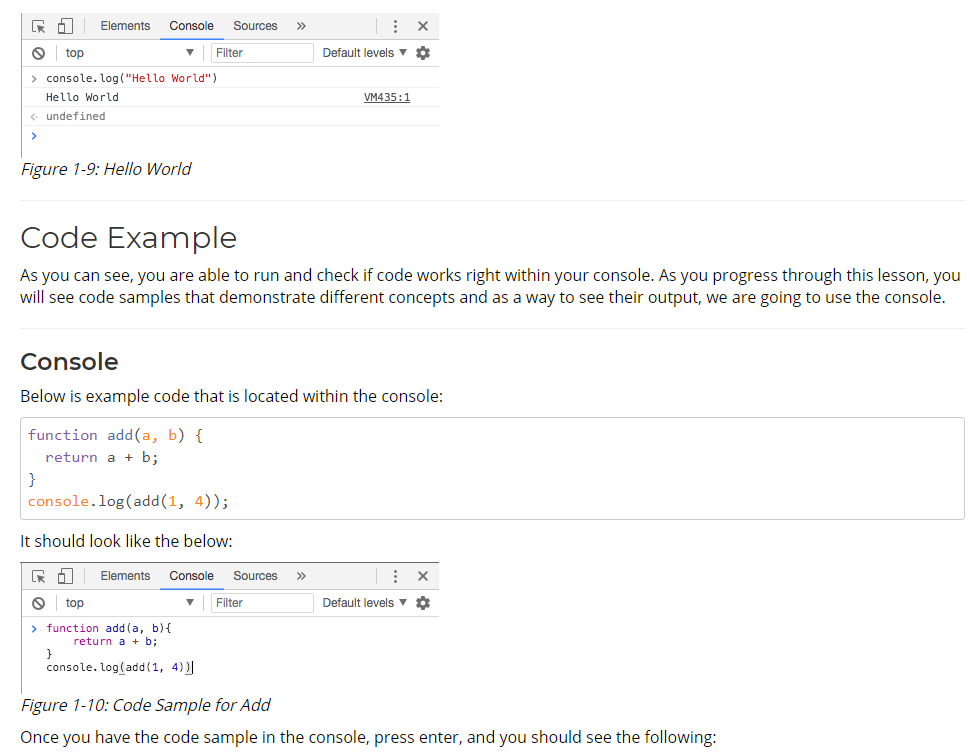 Elements Console Sources »
top ▼ Filter Default levels ▼
> console.log("Hello World")
Hello World VM435:1
<· undefined
>
Figure 1-9: Hello World
Code Example
As you can see, you are able to run and check if code works right within your console. As you progress through this lesson, you
will see code samples that demonstrate different concepts and as a way to see their output, we are going to use the console.
Console
Below is example code that is located within the console:
function add(a, b) {
  return a + b;
}
console.log(add(1, 4));
It should look like the below:
Elements Console Sources »
top ▼ Filter Default levels ▼
> function add(a, b){
    return a + b;
}
console.log(add(1, 4))
Figure 1-10: Code Sample for Add
Once you have the code sample in the console, press enter, and you should see the following: